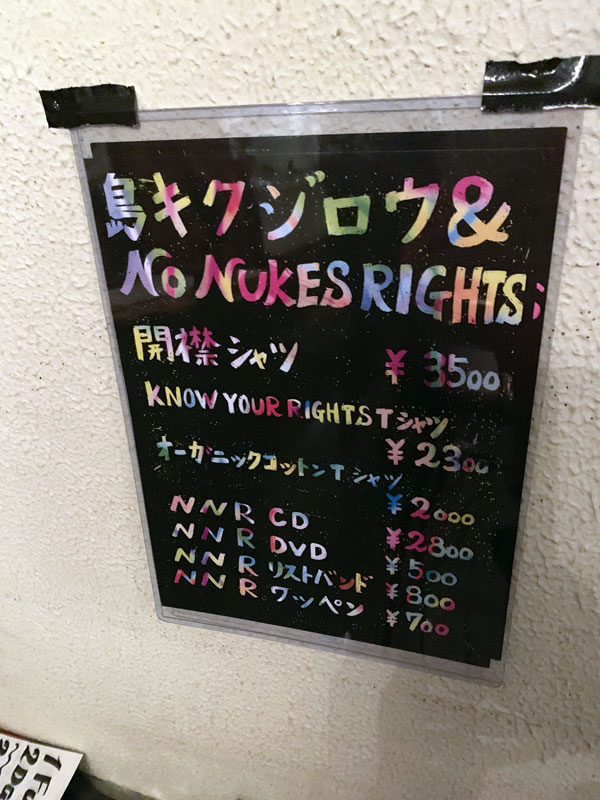 島キクジロウ&
NO NUKES RIGHTS:
開襟シャツ ¥3500
KNOW YOUR RIGHTS Tシャツ
¥2300
オーガニックコットンTシャツ
¥2000
NNR CD ¥2800
NNR DVD ¥500
NNR リストバンド ¥800
NNR ワッペン ¥700